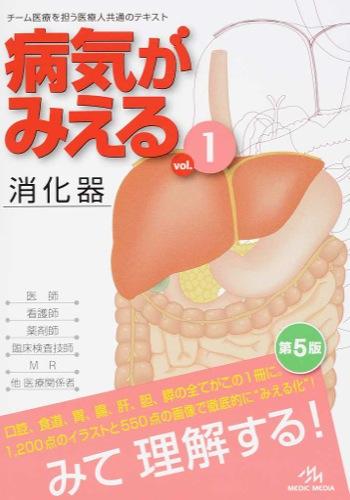 チーム医療を担う医療人共通のテキスト
病気が
みえる
vol. 1
消化器
医 師
看護師
薬剤師
臨床検査技師
M R
他 医療関係者
第5版
口腔、食道、胃、腸、肝、胆、膵の全てがこの1冊に。
1,200点のイラストと550点の画像で徹底的に“みえる化”!
みて 理解する!
MEDIC MEDIA